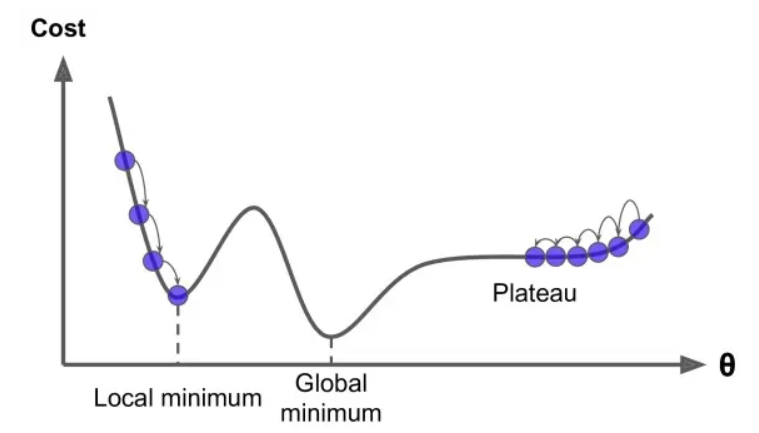 Cost
Plateau
θ
Local minimum
Global
minimum